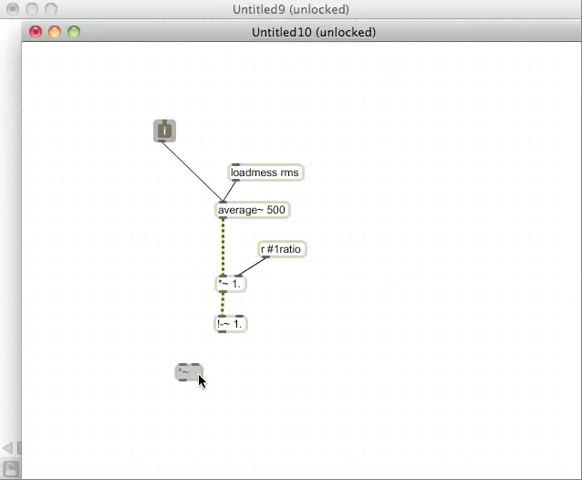 Untitled9 (unlocked)
Untitled10 (unlocked)
i
loadmess rms
average~ 500
r #1ratio
*~ 1.
!-~ 1.
*~